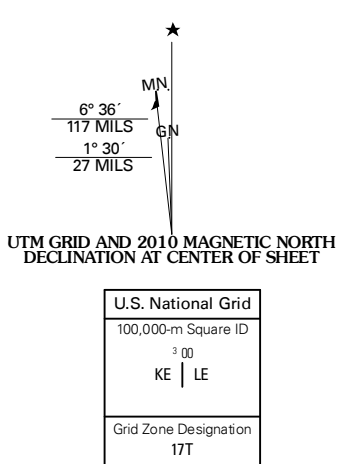 MN.
6° 36´
117 MILS
GN
1° 30´
27 MILS
UTM GRID AND 2010 MAGNETIC NORTH
DECLINATION AT CENTER OF SHEET
U.S. National Grid
100,000-m Square ID
3 00
KE LE
Grid Zone Designation
17T